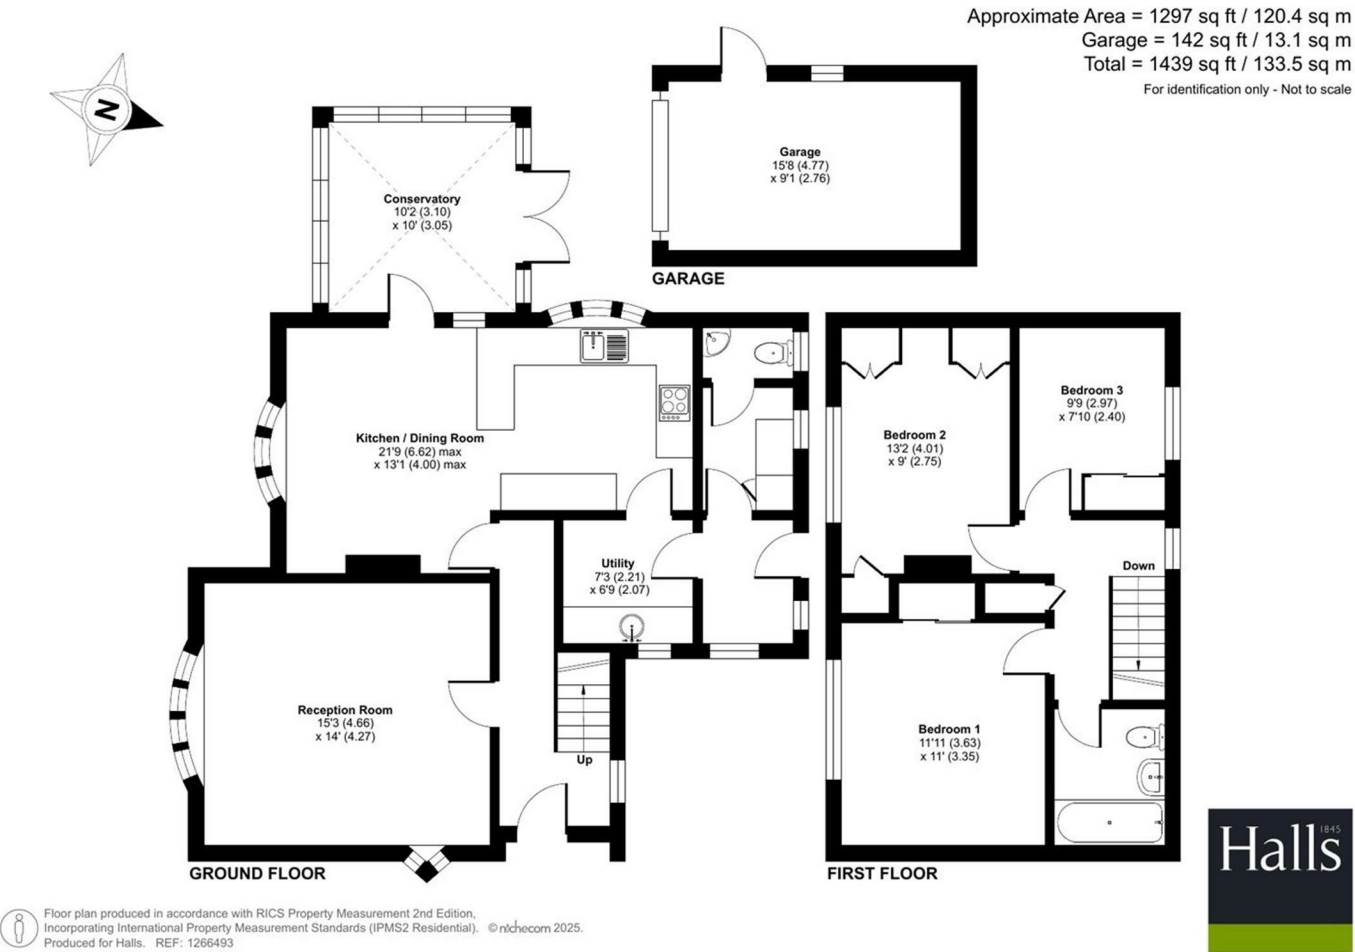 Approximate Area = 1297 sq ft / 120.4 sq m
Garage = 142 sq ft / 13.1 sq m
Total = 1439 sq ft / 133.5 sq m
For identification only - Not to scale
N
Garage
15'8 (4.77)
x 9'1 (2.76)
GARAGE
Conservatory
10'2 (3.10)
x 10' (3.05)
Kitchen / Dining Room
21'9 (6.62) max
x 13'1 (4.00) max
Utility
7'3 (2.21)
x 6'9 (2.07)
Reception Room
15'3 (4.66)
x 14' (4.27)
Up
GROUND FLOOR
Bedroom 2
13'2 (4.01)
x 9' (2.75)
Bedroom 3
9'9 (2.97)
x 7'10 (2.40)
Down
Bedroom 1
11'11 (3.63)
x 11' (3.35)
FIRST FLOOR
Halls
1845
Floor plan produced in accordance with RICS Property Measurement 2nd Edition,
Incorporating International Property Measurement Standards (IPMS2 Residential). © nichecom 2025.
Produced for Halls. REF: 1266493